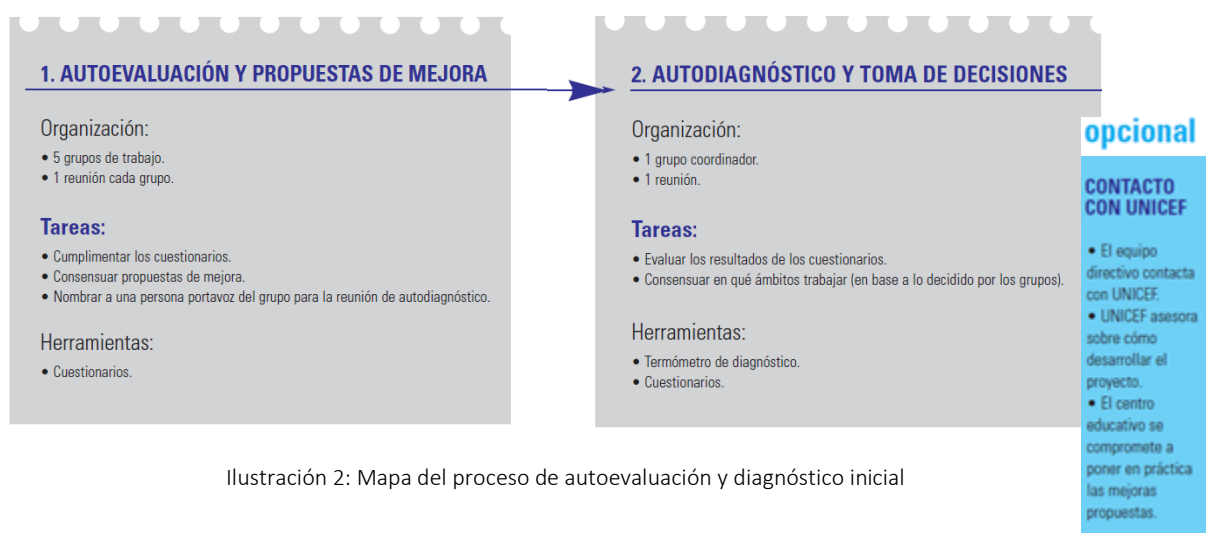 1. AUTOEVALUACIÓN Y PROPUESTAS DE MEJORA
Organización:
• 5 grupos de trabajo.
• 1 reunión cada grupo.
Tareas:
• Cumplimentar los cuestionarios.
• Consensuar propuestas de mejora.
• Nombrar a una persona portavoz del grupo para la reunión de autodiagnóstico.
Herramientas:
• Cuestionarios.
2. AUTODIAGNÓSTICO Y TOMA DE DECISIONES
Organización:
• 1 grupo coordinador.
• 1 reunión.
Tareas:
• Evaluar los resultados de los cuestionarios.
• Consensuar en qué ámbitos trabajar (en base a lo decidido por los grupos).
Herramientas:
• Termómetro de diagnóstico.
• Cuestionarios.
opcional
CONTACTO
CON UNICEF
• El equipo
directivo contacta
con UNICEF.
• UNICEF asesora
sobre cómo
desarrollar el
proyecto.
• El centro
educativo se
compromete a
poner en práctica
las mejoras
propuestas.
Ilustración 2: Mapa del proceso de autoevaluación y diagnóstico inicial